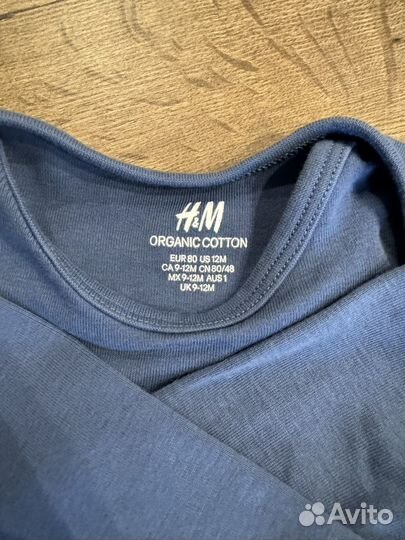 H&M
ORGANIC COTTON
EUR 80 US 12M
CA 9-12M CN 80/48
MX 9-12M AUS 1
UK 9-12M
Avito